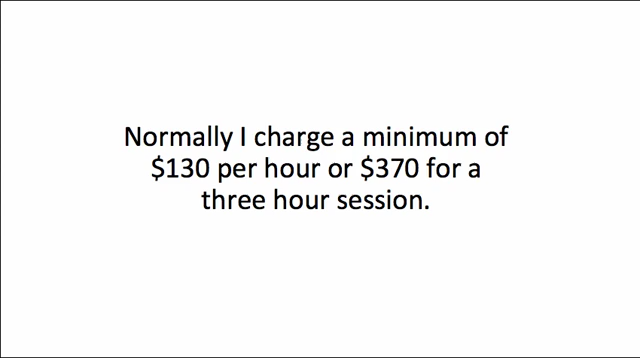 Normally I charge a minimum of
$130 per hour or $370 for a
three hour session.